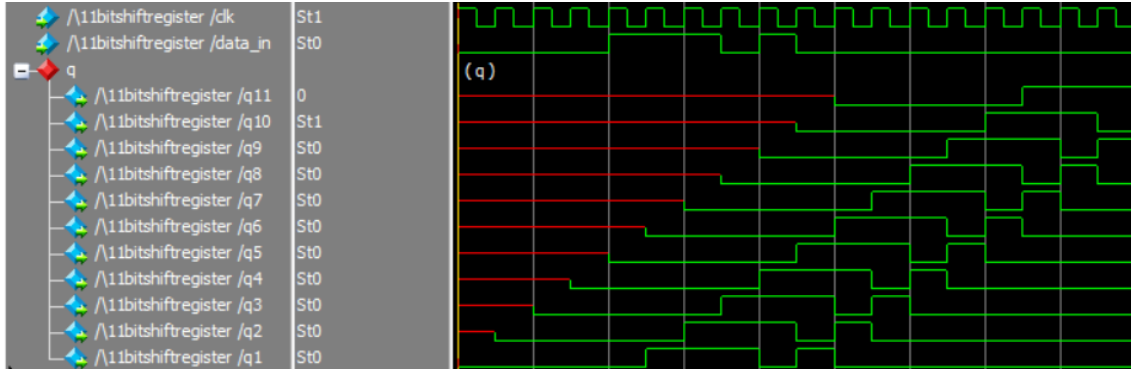 /\11bitshiftregister /clk St1
/\11bitshiftregister /data_in St0
q (q)
/\11bitshiftregister /q11 0
/\11bitshiftregister /q10 St1
/\11bitshiftregister /q9 St0
/\11bitshiftregister /q8 St0
/\11bitshiftregister /q7 St0
/\11bitshiftregister /q6 St0
/\11bitshiftregister /q5 St0
/\11bitshiftregister /q4 St0
/\11bitshiftregister /q3 St0
/\11bitshiftregister /q2 St0
/\11bitshiftregister /q1 St0